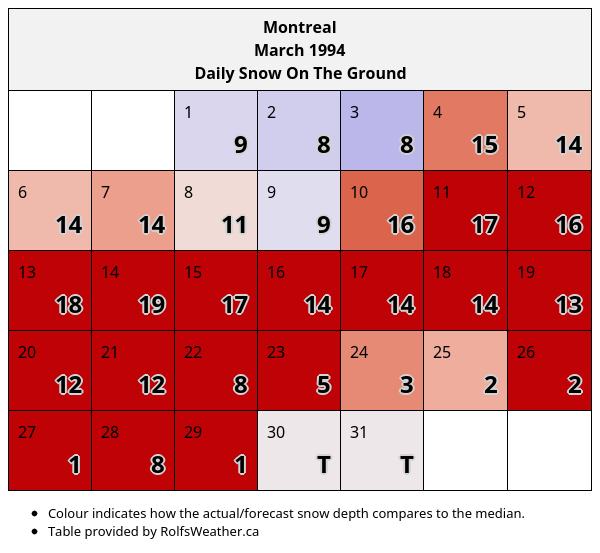 Montreal
March 1994
Daily Snow On The Ground
1 2 3 4 5
9 8 8 15 14
6 7 8 9 10 11 12
14 14 11 9 16 17 16
13 14 15 16 17 18 19
18 19 17 14 14 14 13
20 21 22 23 24 25 26
12 12 8 5 3 2 2
27 28 29 30 31
1 8 1 T T
Colour indicates how the actual/forecast snow depth compares to the median.
Table provided by RolfsWeather.ca